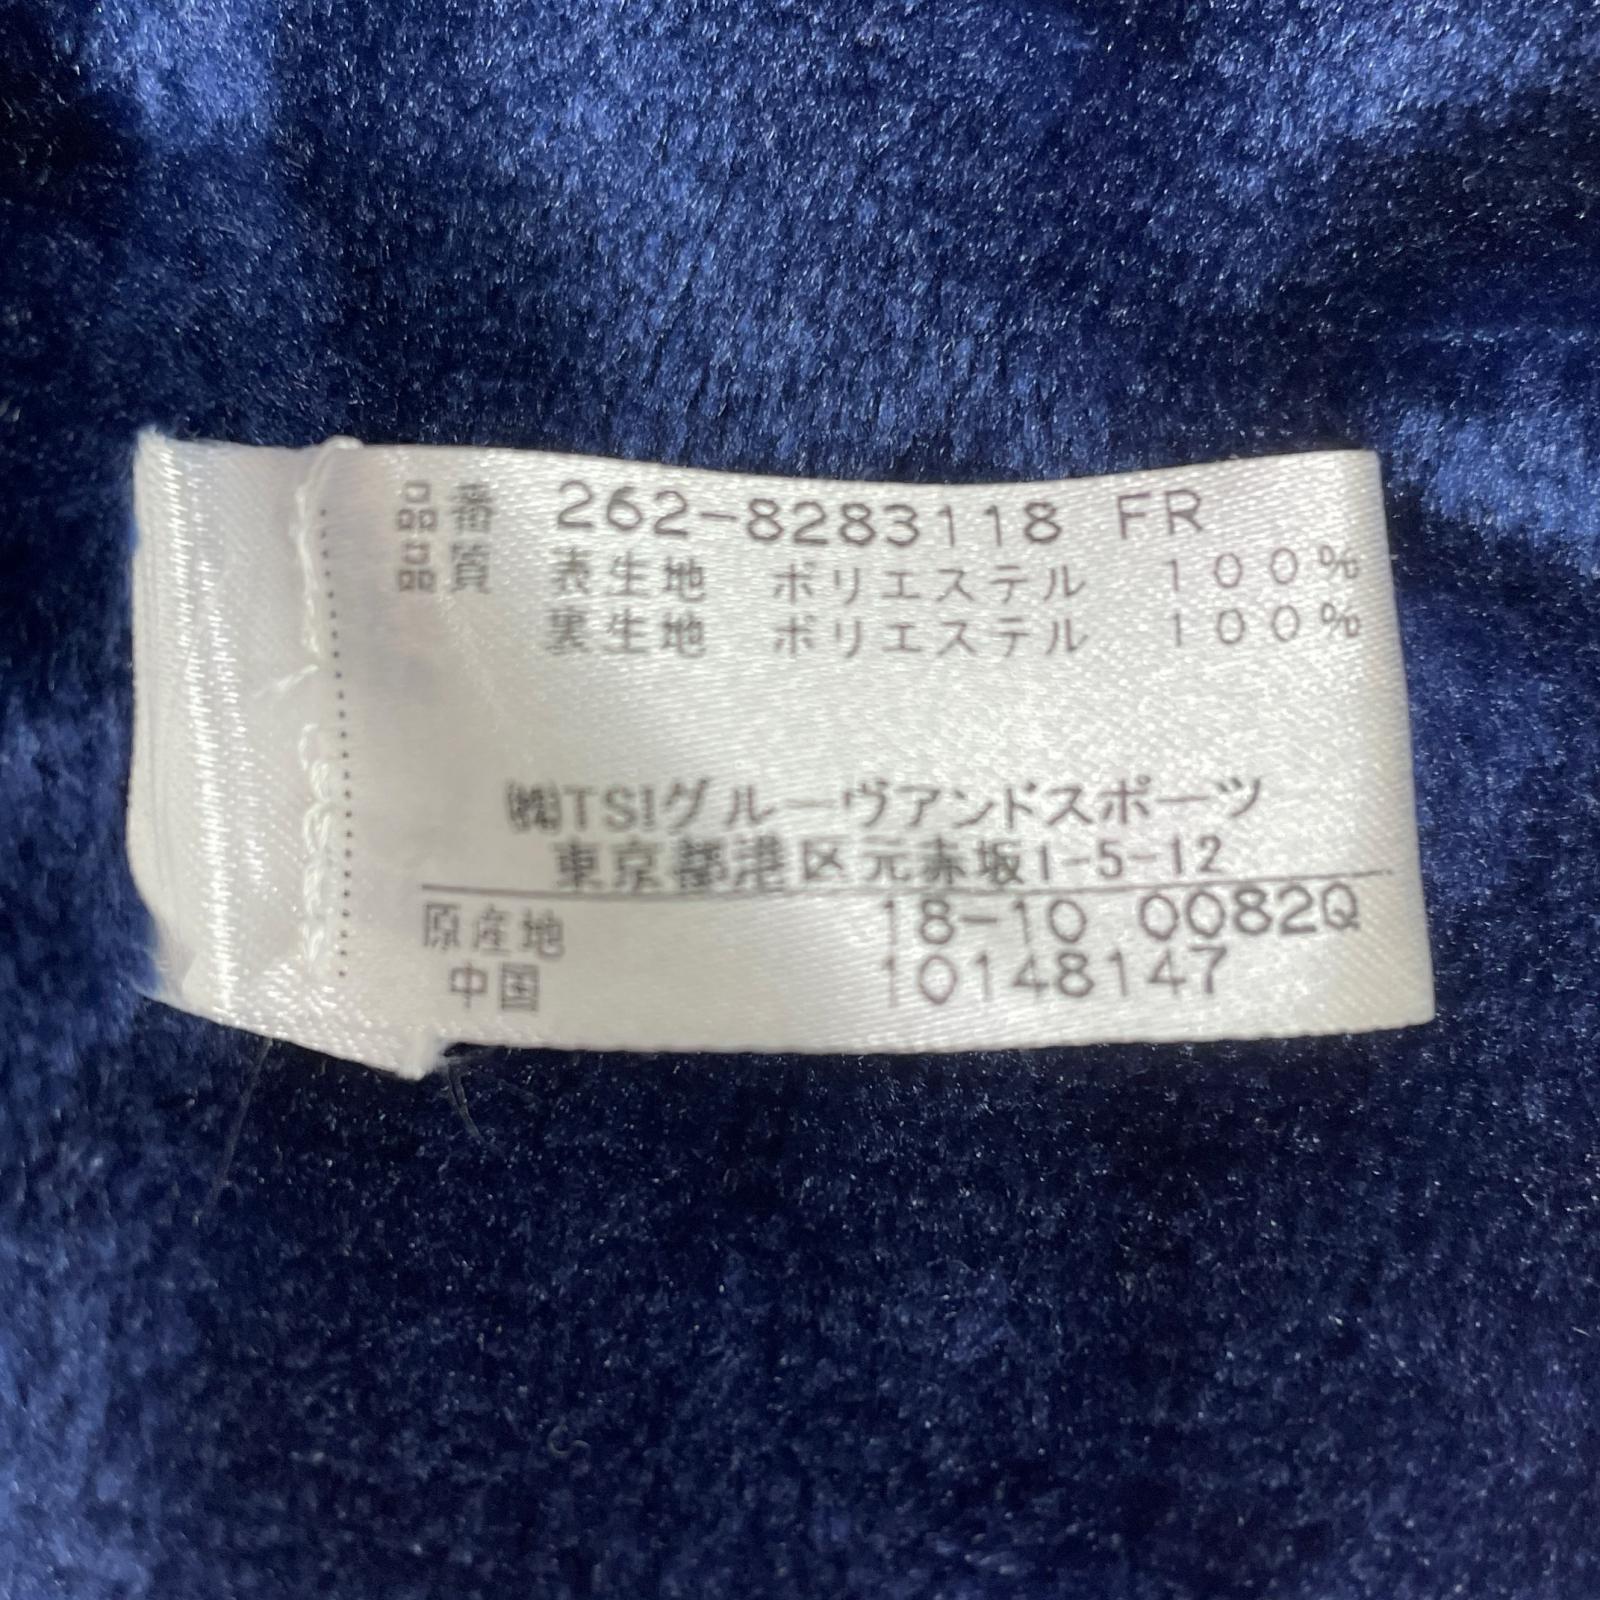 品番 262-8283118 FR
品質 表生地 ポリエステル 100%
裏生地 ポリエステル 100%
㈱TSIグルーヴアンドスポーツ
東京都港区元赤坂1-5-12
原産地 18-10 0082Q
中国 10148147